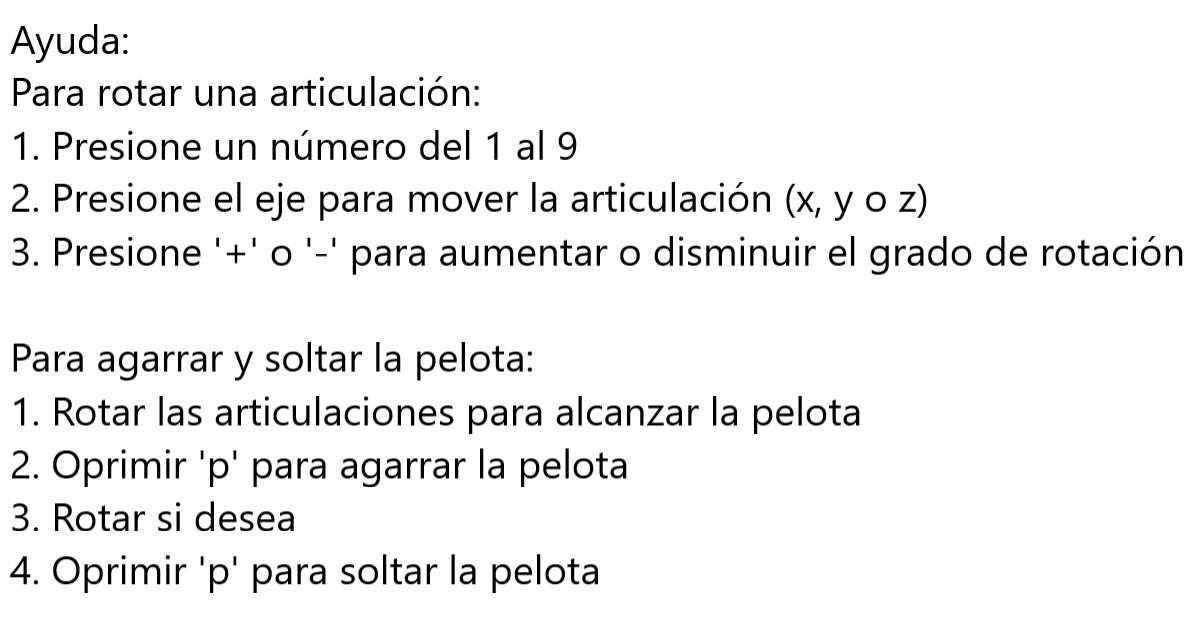 Ayuda:
Para rotar una articulación:
1. Presione un número del 1 al 9
2. Presione el eje para mover la articulación (x, y o z)
3. Presione '+' o '-' para aumentar o disminuir el grado de rotación
Para agarrar y soltar la pelota:
1. Rotar las articulaciones para alcanzar la pelota
2. Oprimir 'p' para agarrar la pelota
3. Rotar si desea
4. Oprimir 'p' para soltar la pelota